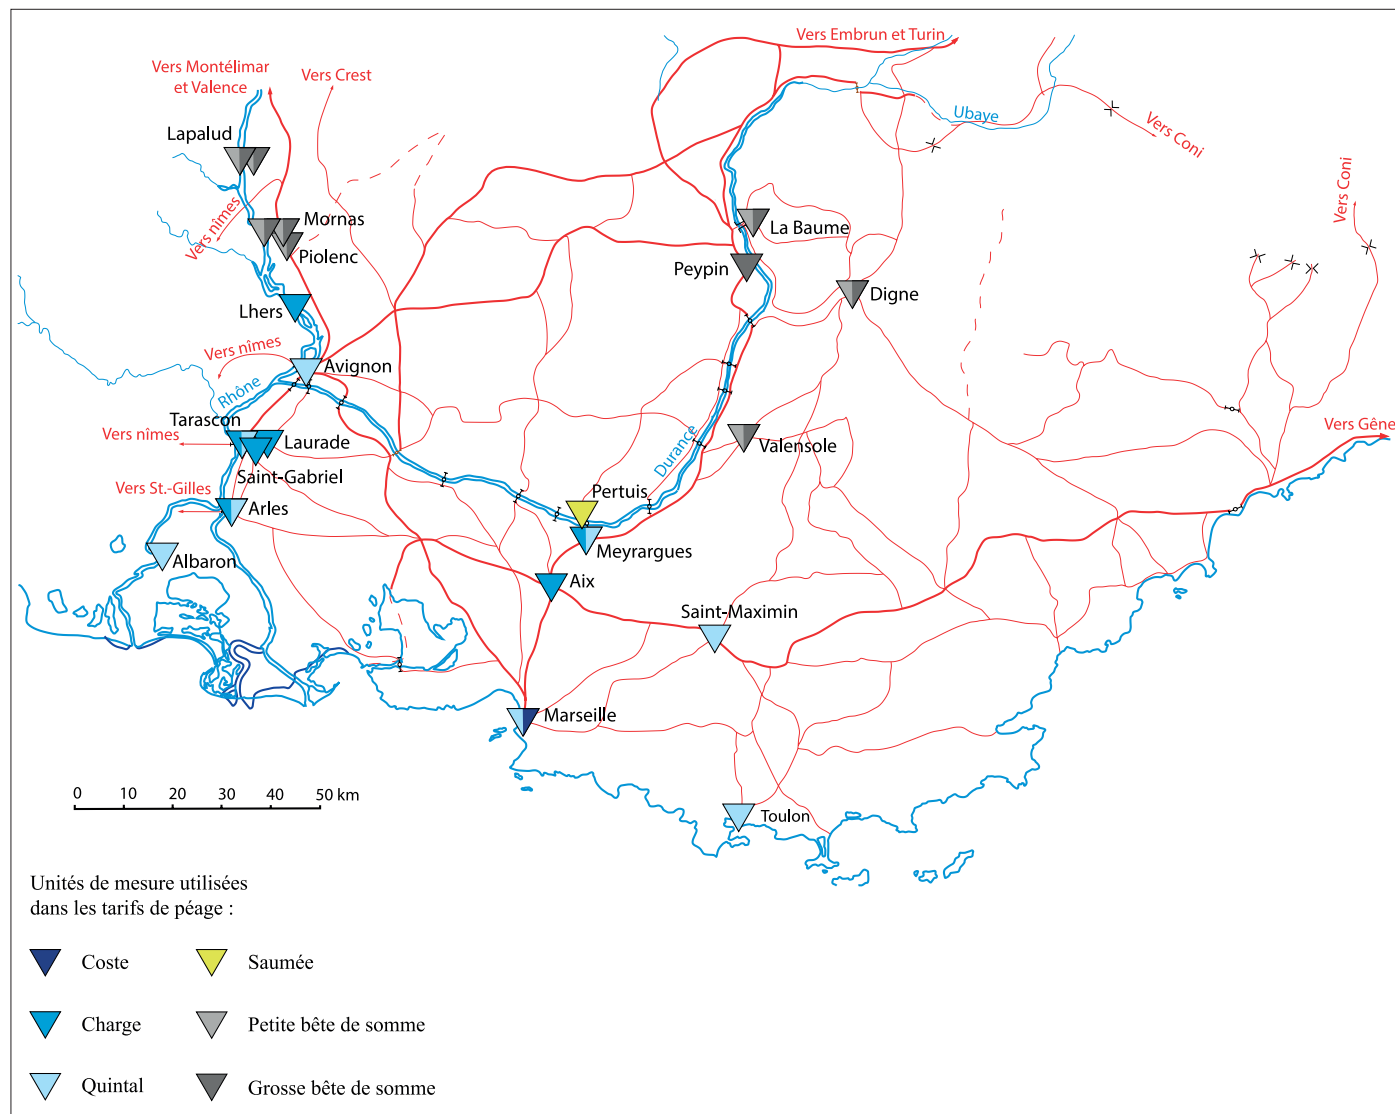 Vers Embrun et Turin
Vers Montélimar
et Valence
Vers Crest
Ubaye
Vers Coni
Lapalud
Vers Coni
Vers nîmes
Mornas
Piolenc
La Baume
Peypin
Digne
Lhers
Vers nîmes
Avignon
Rhône
Tarascon
Vers nîmes
Laurade
Saint-Gabriel
Durance
Valensole
Vers Gêne
Vers St.-Gilles
Arles
Pertuis
Meyrargues
Albaron
Aix
Saint-Maximin
Marseille
Toulon
0 10 20 30 50 km
Unités de mesure utilisées
dans les tarifs de péage :
Coste
Saumée
Charge
Petite bête de somme
Quintal
Grosse bête de somme